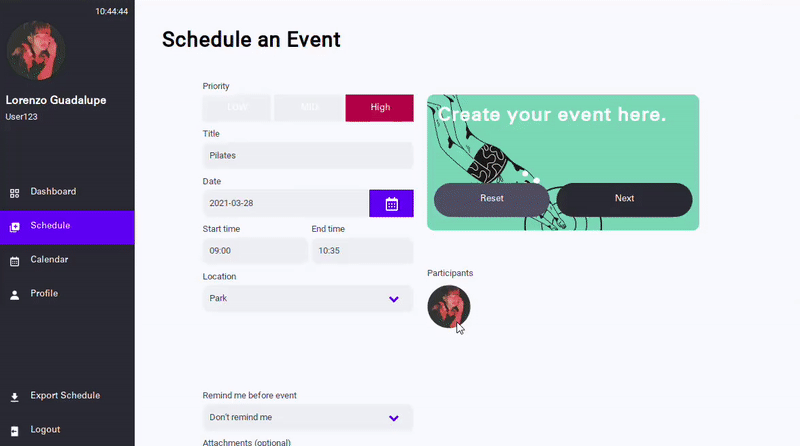 10:44:44
Lorenzo Guadalupe
User123
Dashboard
Schedule
Calendar
Profile
Export Schedule
Logout
Schedule an Event
Priority
High
Title
Pilates
Date
2021-03-28
Start time
End time
09:00
10:35
Location
Park
Remind me before event
Don't remind me
Attachments (optional)
Create your event here.
Reset
Next
Participants